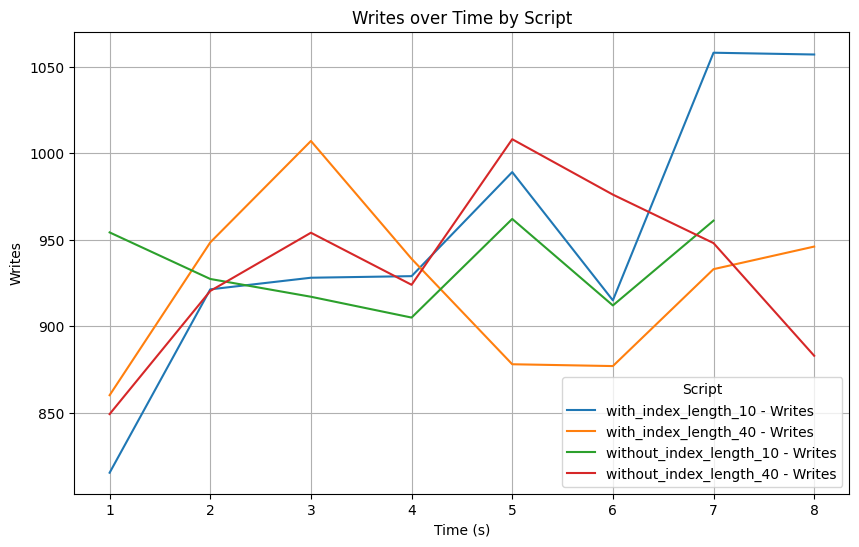 Writes over Time by Script
Writes
1050
1000
950
900
850
1 2 3 4 5 6 7 8
Time (s)
Script
with_index_length_10 - Writes
with_index_length_40 - Writes
without_index_length_10 - Writes
without_index_length_40 - Writes